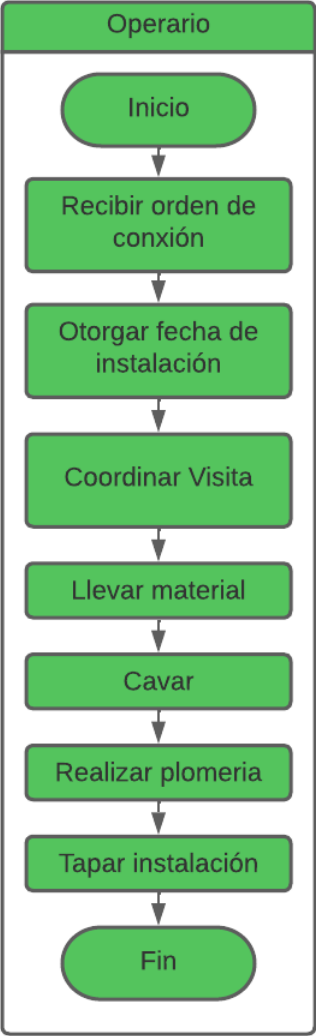 Operario
Inicio
Recibir orden de
conxión
Otorgar fecha de
instalación
Coordinar Visita
Llevar material
Cavar
Realizar plomeria
Tapar instalación
Fin